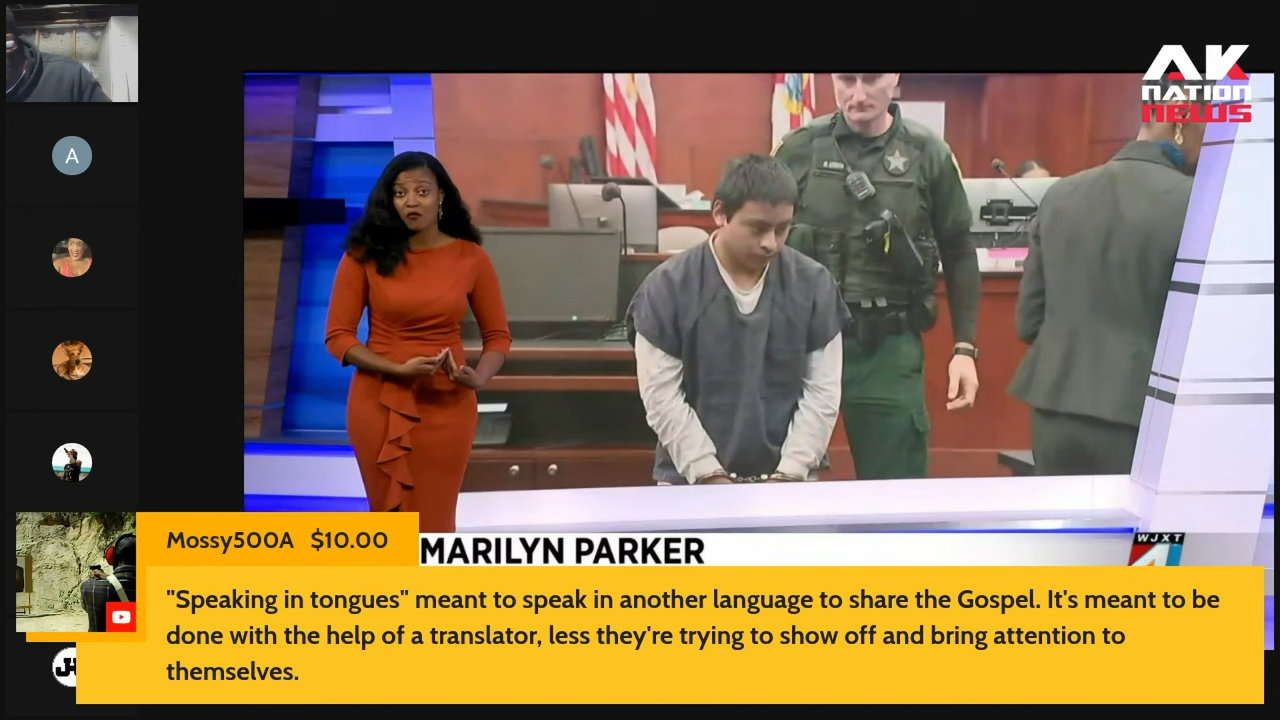 AK
NATION
NEWS
A
MARILYN PARKER
WJXT
4
Mossy500A $10.00
"Speaking in tongues" meant to speak in another language to share the Gospel. It's meant to be
done with the help of a translator, less they're trying to show off and bring attention to
themselves.